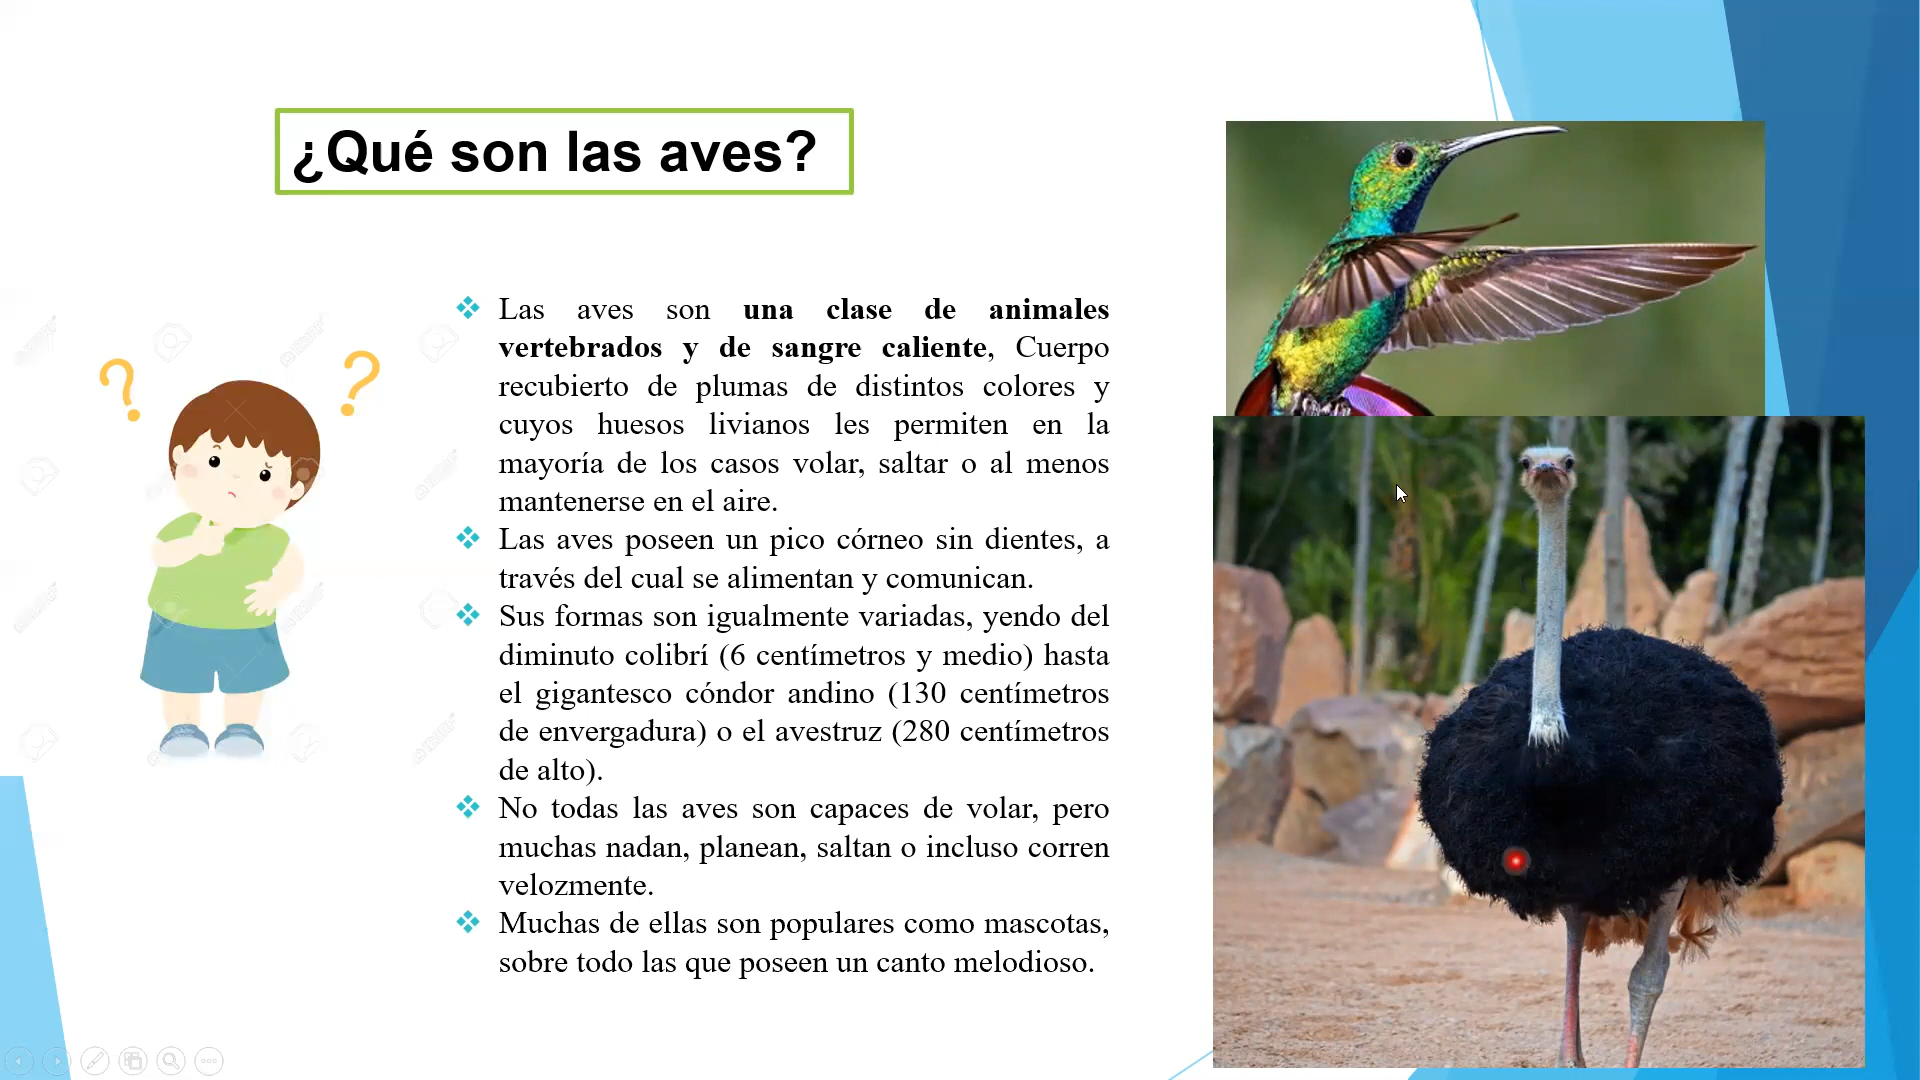 ¿Qué son las aves?
Las aves son una clase de animales
vertebrados y de sangre caliente, Cuerpo
recubierto de plumas de distintos colores y
cuyos huesos livianos les permiten en la
mayoría de los casos volar, saltar o al menos
mantenerse en el aire.
Las aves poseen un pico córneo sin dientes, a
través del cual se alimentan y comunican.
Sus formas son igualmente variadas, yendo del
diminuto colibrí (6 centímetros y medio) hasta
el gigantesco cóndor andino (130 centímetros
de envergadura) o el avestruz (280 centímetros
de alto).
No todas las aves son capaces de volar, pero
muchas nadan, planean, saltan o incluso corren
velozmente.
Muchas de ellas son populares como mascotas,
sobre todo las que poseen un canto melodioso.